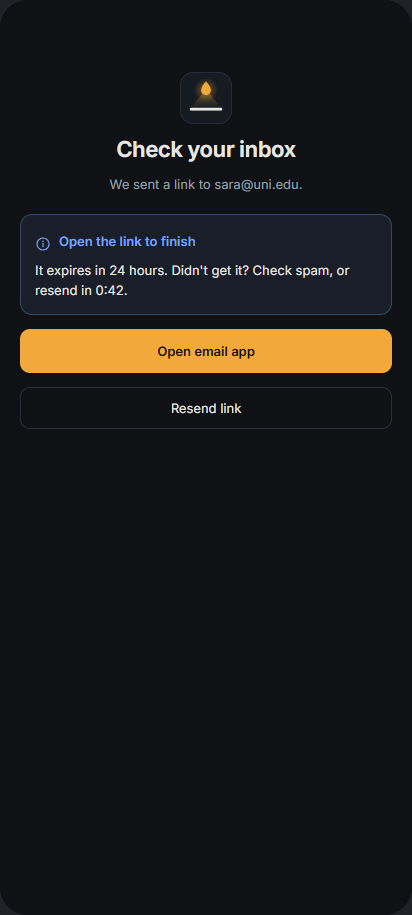 Check your inbox
We sent a link to sara@uni.edu.
Open the link to finish
It expires in 24 hours. Didn't get it? Check spam, or
resend in 0:42.
Open email app
Resend link